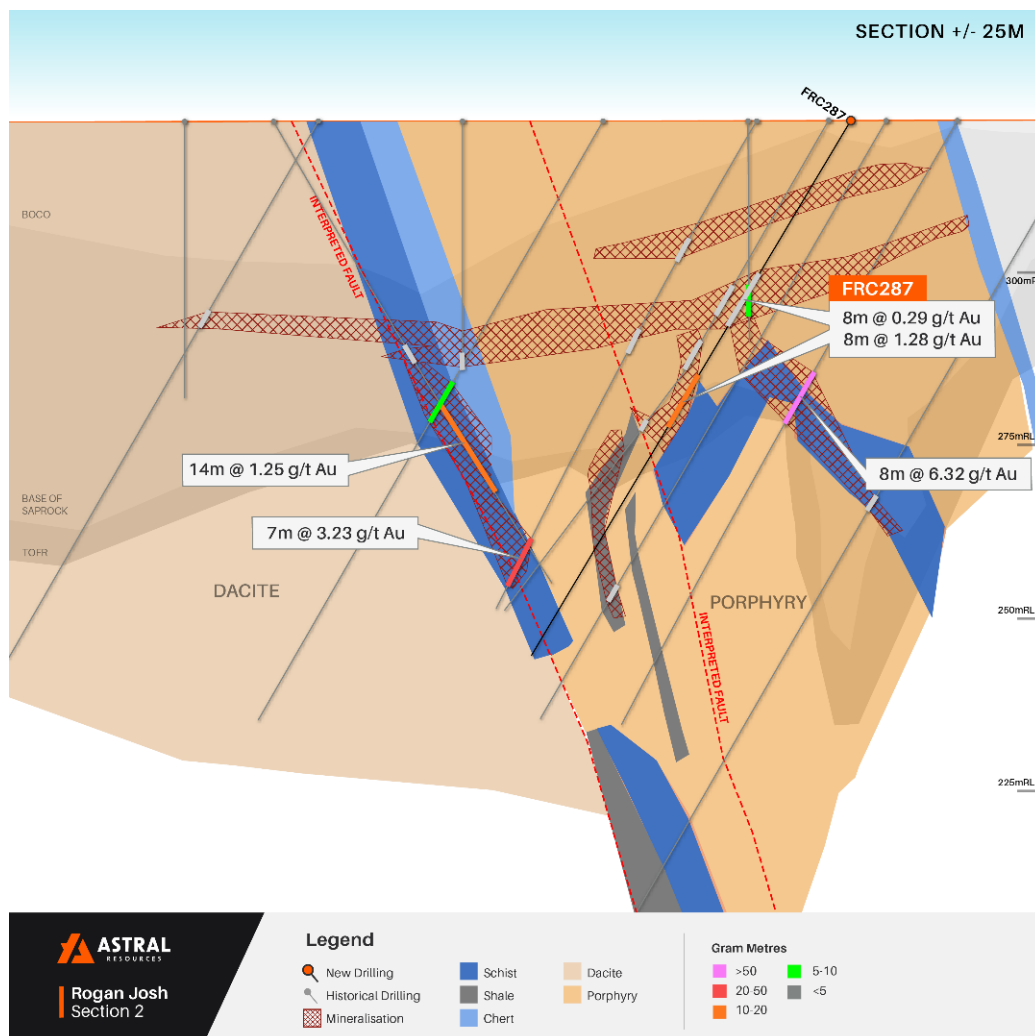 SECTION +/- 25M
FRC287
BOCO
INTERPRETED FAULT
300mRL
FRC287
8m @ 0.29 g/t Au
8m @ 1.28 g/t Au
275mRL
14m @ 1.25 g/t Au
8m @ 6.32 g/t Au
BASE OF
SAPROCK
7m @ 3.23 g/t Au
TOFR
DACITE
PORPHYRY
250mRL
INTERPRETED FAULT
225mRL
ASTRAL
RESOURCES
Rogan Josh
Section 2
Legend
New Drilling
Historical Drilling
Mineralisation
Schist
Shale
Chert
Dacite
Porphyry
Gram Metres
>50
20-50
10-20
5-10
<5